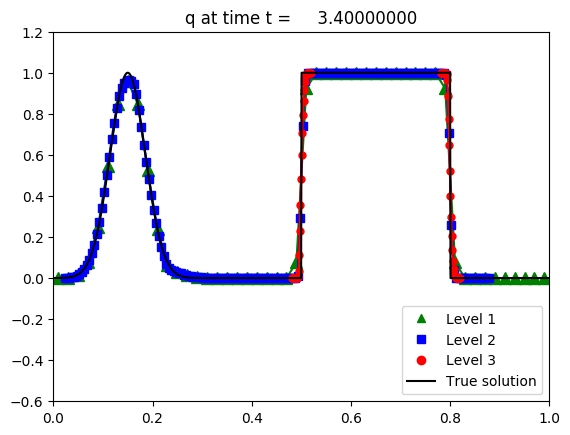 q at time t = 3.40000000
1.2
1.0
0.8
0.6
0.4
0.2
0.0
−0.2
−0.4
−0.6
0.0 0.2 0.4 0.6 0.8 1.0
Level 1
Level 2
Level 3
True solution